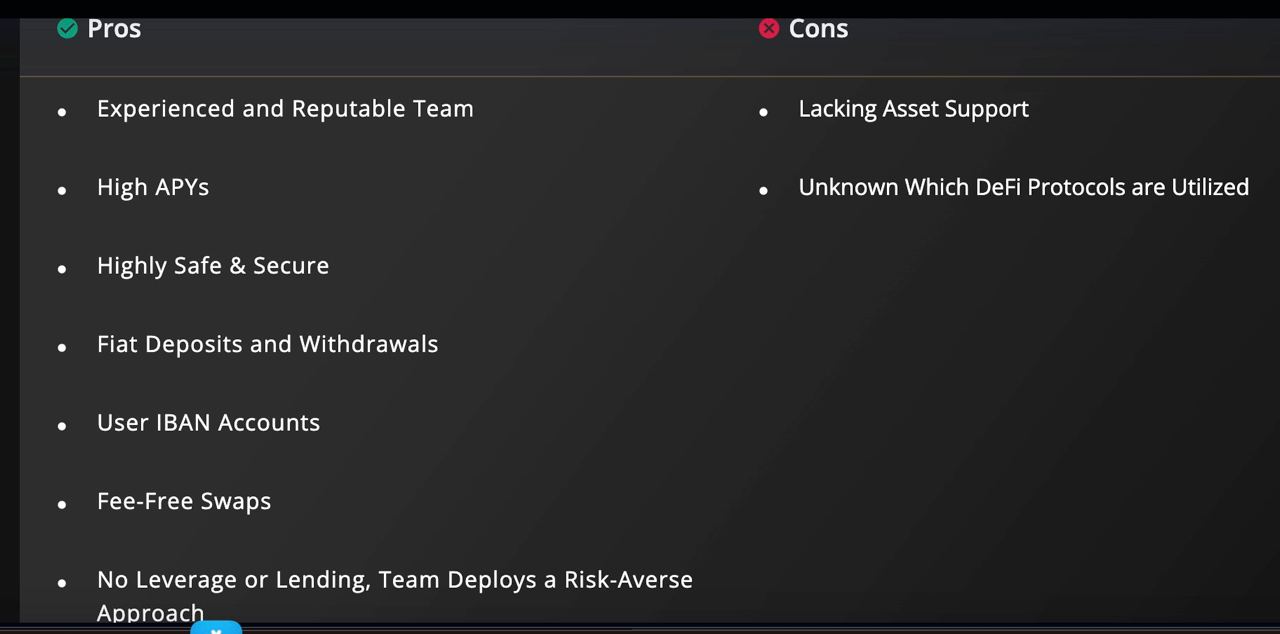 Pros
Experienced and Reputable Team
High APYs
Highly Safe & Secure
Fiat Deposits and Withdrawals
User IBAN Accounts
Fee-Free Swaps
No Leverage or Lending, Team Deploys a Risk-Averse
Approach
Cons
Lacking Asset Support
Unknown Which DeFi Protocols are Utilized